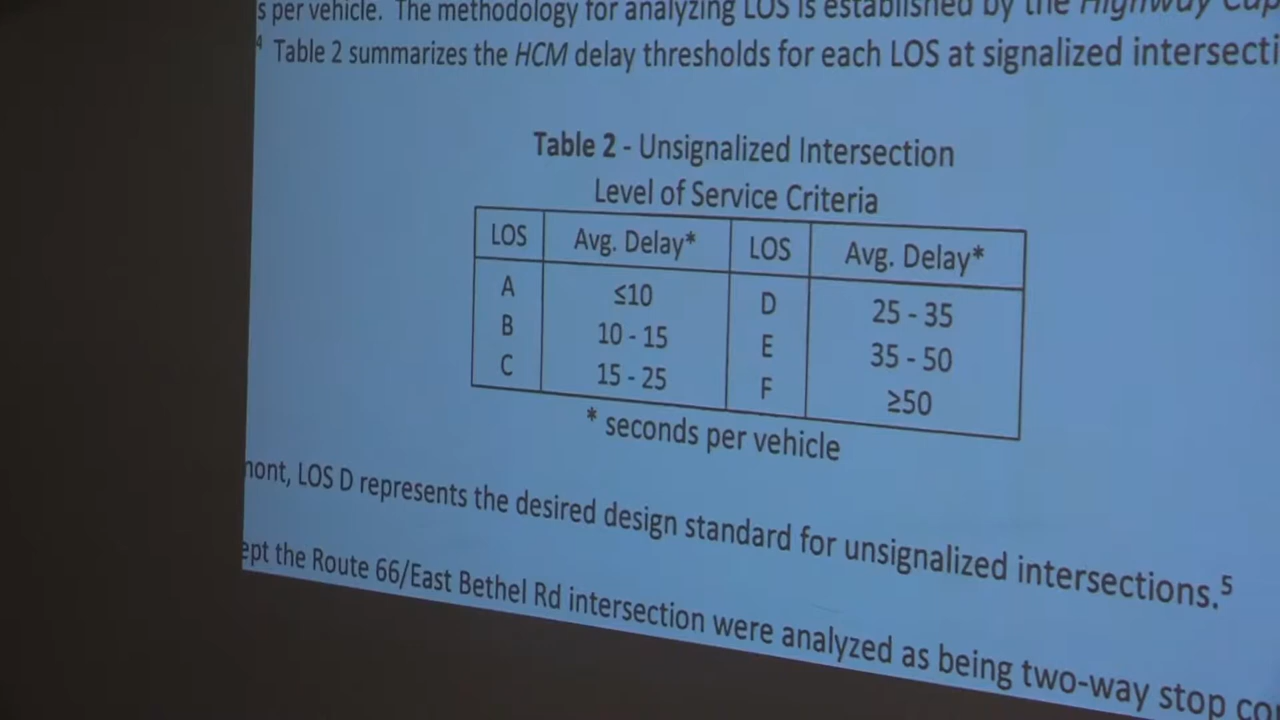 s per vehicle. The methodology for analyzing LOS is established by the Highway Cap
4 Table 2 summarizes the HCM delay thresholds for each LOS at signalized intersecti
Table 2 - Unsignalized Intersection
Level of Service Criteria
LOS Avg. Delay* LOS Avg. Delay*
A ≤10 D 25 - 35
B 10 - 15 E 35 - 50
C 15 - 25 F ≥50
* seconds per vehicle
mont, LOS D represents the desired design standard for unsignalized intersections.5
ept the Route 66/East Bethel Rd intersection were analyzed as being two-way stop co